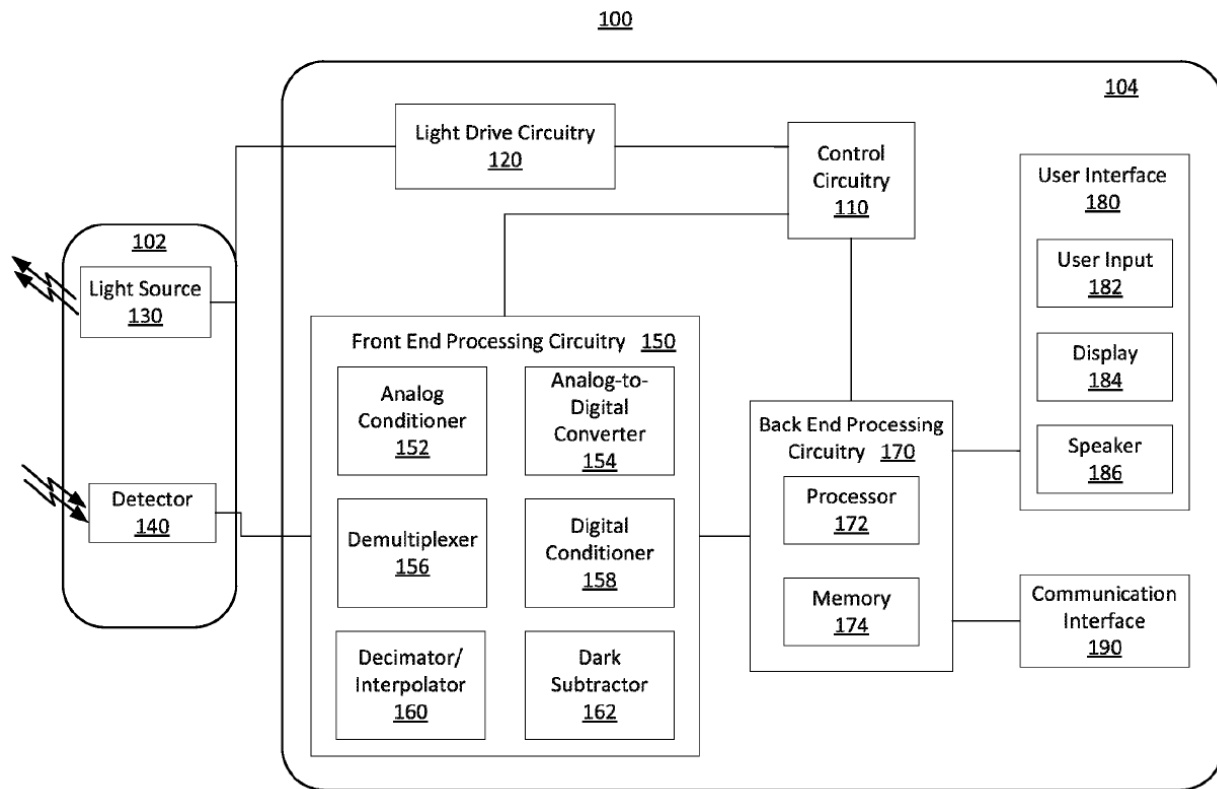 100
104
Light Drive Circuitry
120
Control
Circuitry
110
User Interface
180
User Input
182
Display
184
Speaker
186
102
Light Source
130
Detector
140
Front End Processing Circuitry 150
Analog
Conditioner
152
Analog-to-
Digital
Converter
154
Demultiplexer
156
Digital
Conditioner
158
Decimator/
Interpolator
160
Dark
Subtractor
162
Back End Processing
Circuitry 170
Processor
172
Memory
174
Communication
Interface
190